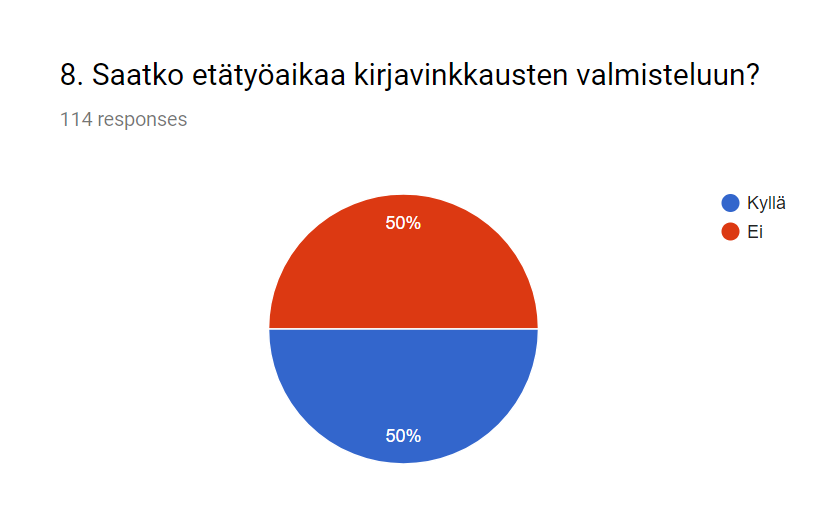 8. Saatko etätyöaikaa kirjavinkkausten valmisteluun?
114 responses
50%
Kyllä
Ei
50%